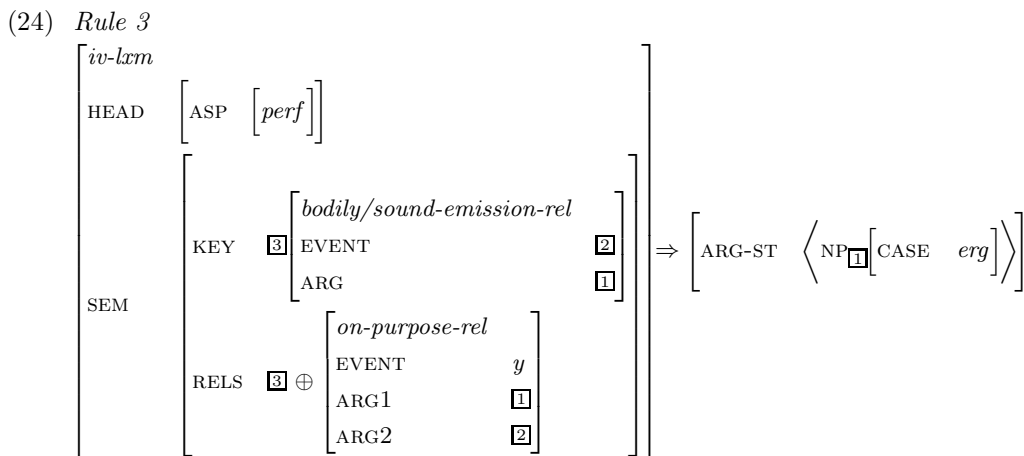 (24) Rule 3
iv-lxm
HEAD [ASP [perf]]
SEM
KEY 3 [bodily/sound-emission-rel
EVENT 2
ARG 1]
⇒ [ARG-ST ⟨NP1[CASE erg]⟩]
RELS 3 ⊕ [on-purpose-rel
EVENT y
ARG1 1
ARG2 2]